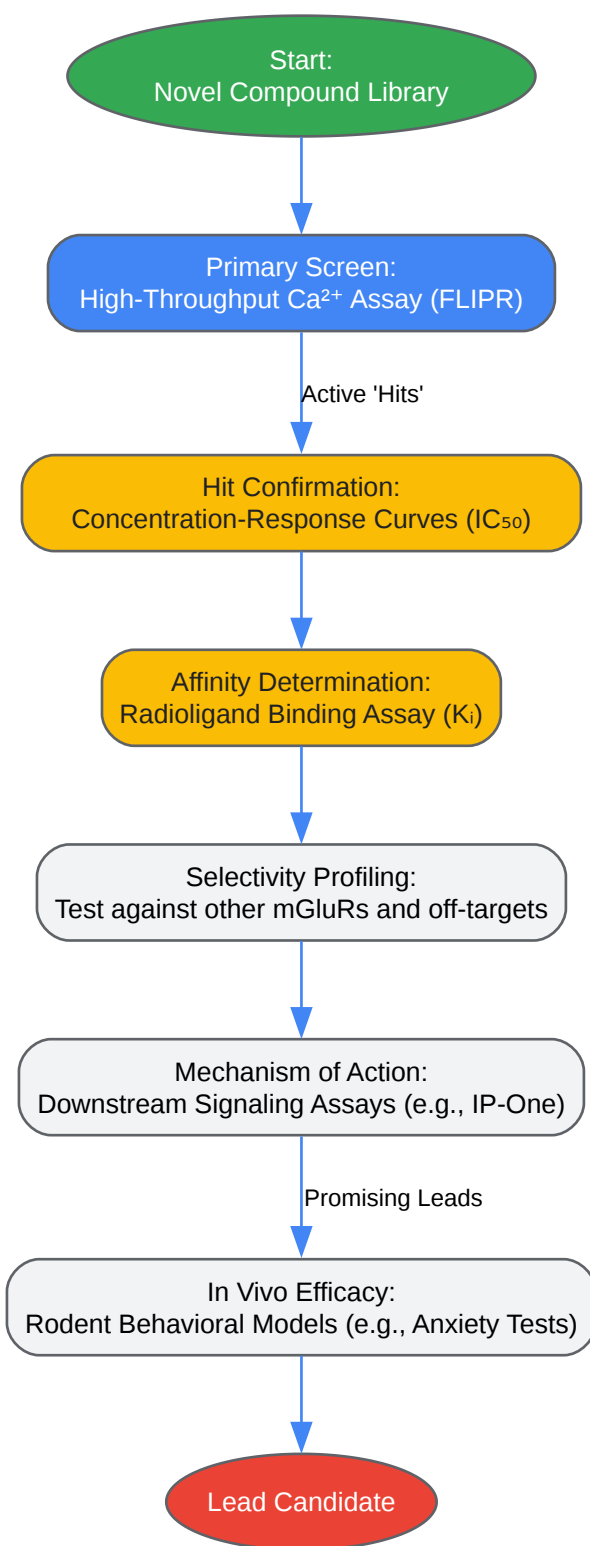 Start:
Novel Compound Library
Primary Screen:
High-Throughput Ca²⁺ Assay (FLIPR)
Active 'Hits'
Hit Confirmation:
Concentration-Response Curves (IC₅₀)
Affinity Determination:
Radioligand Binding Assay (Kᵢ)
Selectivity Profiling:
Test against other mGluRs and off-targets
Mechanism of Action:
Downstream Signaling Assays (e.g., IP-One)
Promising Leads
In Vivo Efficacy:
Rodent Behavioral Models (e.g., Anxiety Tests)
Lead Candidate